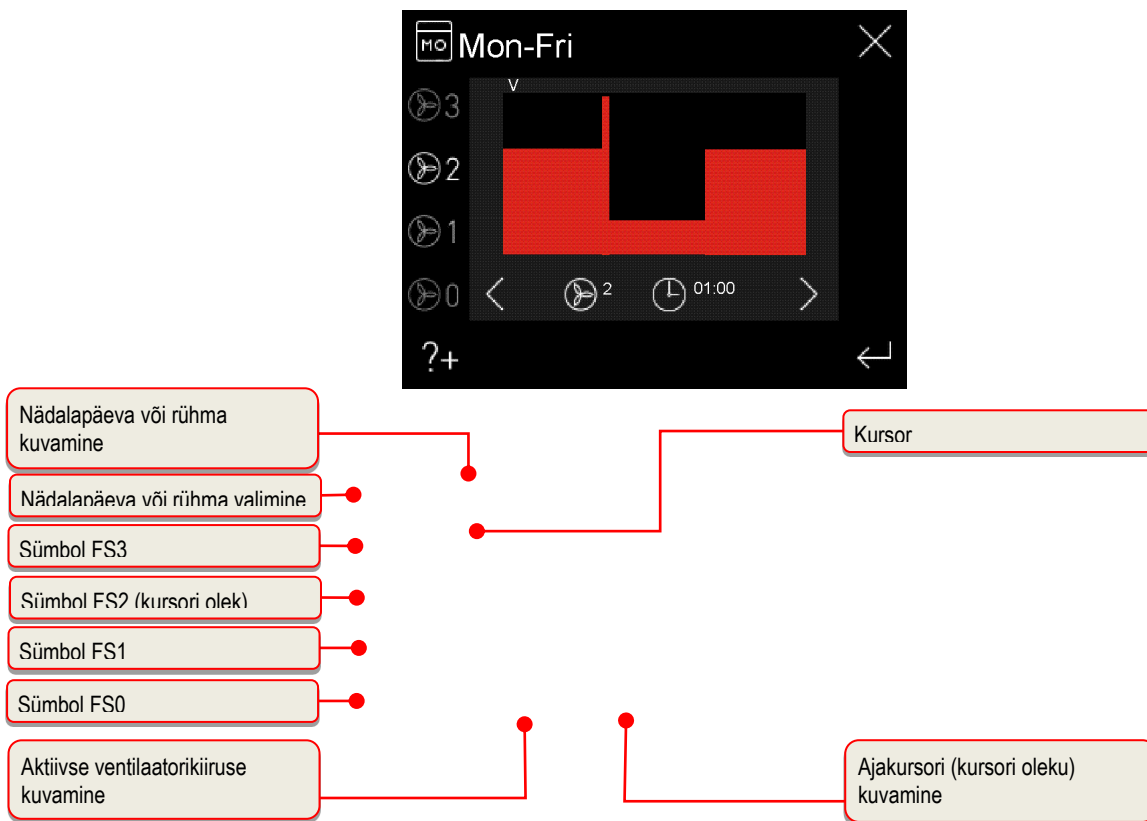 MO Mon-Fri
V
3
2
1
0
2 01:00
?+
Nädalapäeva või rühma
kuvamine
Kursor
Nädalapäeva või rühma valimine
Sümbol FS3
Sümbol FS2 (kursori olek)
Sümbol FS1
Sümbol FS0
Aktiivse ventilaatorikiiruse
kuvamine
Ajakursori (kursori oleku)
kuvamine